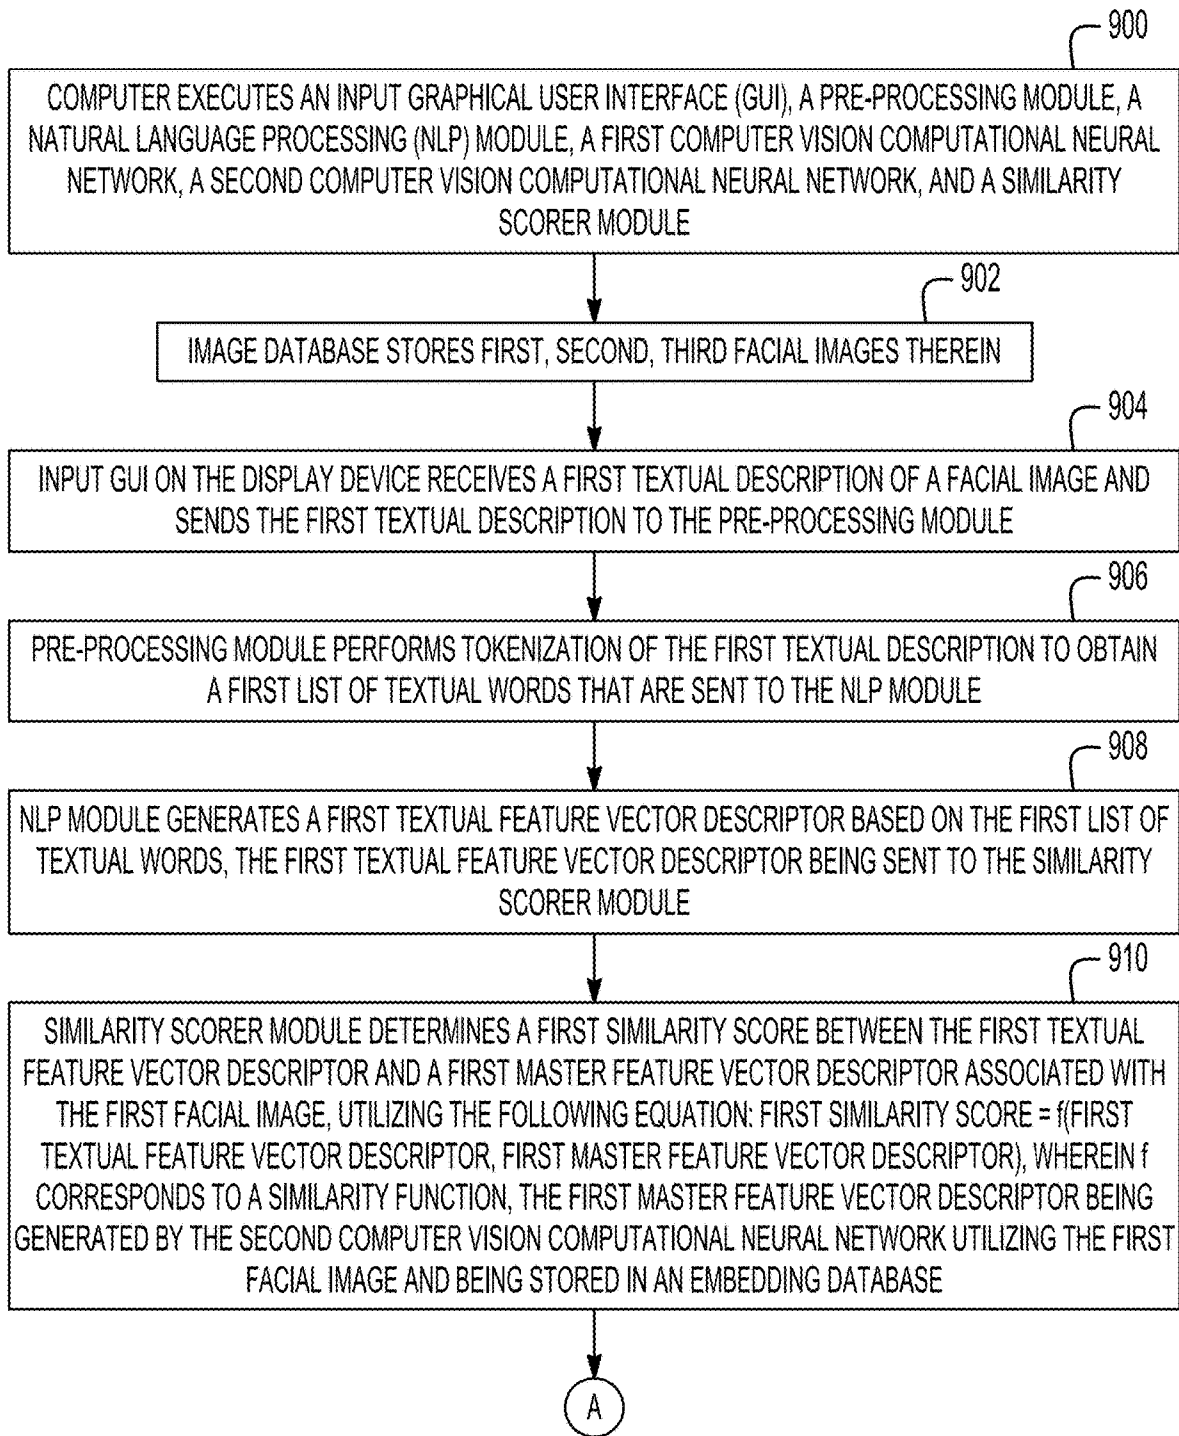 900
COMPUTER EXECUTES AN INPUT GRAPHICAL USER INTERFACE (GUI), A PRE-PROCESSING MODULE, A
NATURAL LANGUAGE PROCESSING (NLP) MODULE, A FIRST COMPUTER VISION COMPUTATIONAL NEURAL
NETWORK, A SECOND COMPUTER VISION COMPUTATIONAL NEURAL NETWORK, AND A SIMILARITY
SCORER MODULE
902
IMAGE DATABASE STORES FIRST, SECOND, THIRD FACIAL IMAGES THEREIN
904
INPUT GUI ON THE DISPLAY DEVICE RECEIVES A FIRST TEXTUAL DESCRIPTION OF A FACIAL IMAGE AND
SENDS THE FIRST TEXTUAL DESCRIPTION TO THE PRE-PROCESSING MODULE
906
PRE-PROCESSING MODULE PERFORMS TOKENIZATION OF THE FIRST TEXTUAL DESCRIPTION TO OBTAIN
A FIRST LIST OF TEXTUAL WORDS THAT ARE SENT TO THE NLP MODULE
908
NLP MODULE GENERATES A FIRST TEXTUAL FEATURE VECTOR DESCRIPTOR BASED ON THE FIRST LIST OF
TEXTUAL WORDS, THE FIRST TEXTUAL FEATURE VECTOR DESCRIPTOR BEING SENT TO THE SIMILARITY
SCORER MODULE
910
SIMILARITY SCORER MODULE DETERMINES A FIRST SIMILARITY SCORE BETWEEN THE FIRST TEXTUAL
FEATURE VECTOR DESCRIPTOR AND A FIRST MASTER FEATURE VECTOR DESCRIPTOR ASSOCIATED WITH
THE FIRST FACIAL IMAGE, UTILIZING THE FOLLOWING EQUATION: FIRST SIMILARITY SCORE = f(FIRST
TEXTUAL FEATURE VECTOR DESCRIPTOR, FIRST MASTER FEATURE VECTOR DESCRIPTOR), WHEREIN f
CORRESPONDS TO A SIMILARITY FUNCTION, THE FIRST MASTER FEATURE VECTOR DESCRIPTOR BEING
GENERATED BY THE SECOND COMPUTER VISION COMPUTATIONAL NEURAL NETWORK UTILIZING THE FIRST
FACIAL IMAGE AND BEING STORED IN AN EMBEDDING DATABASE
A